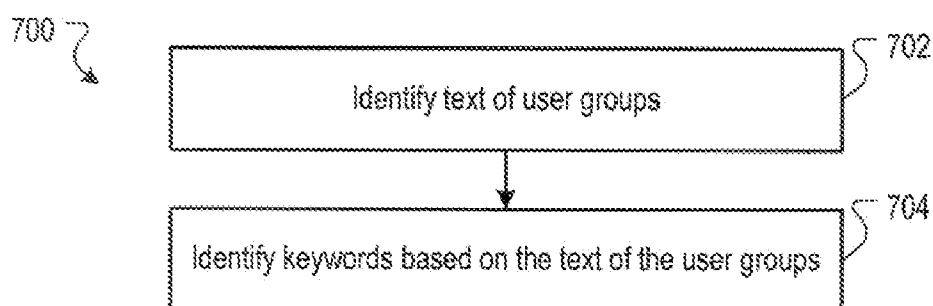 700
702
Identify text of user groups
704
Identify keywords based on the text of the user groups